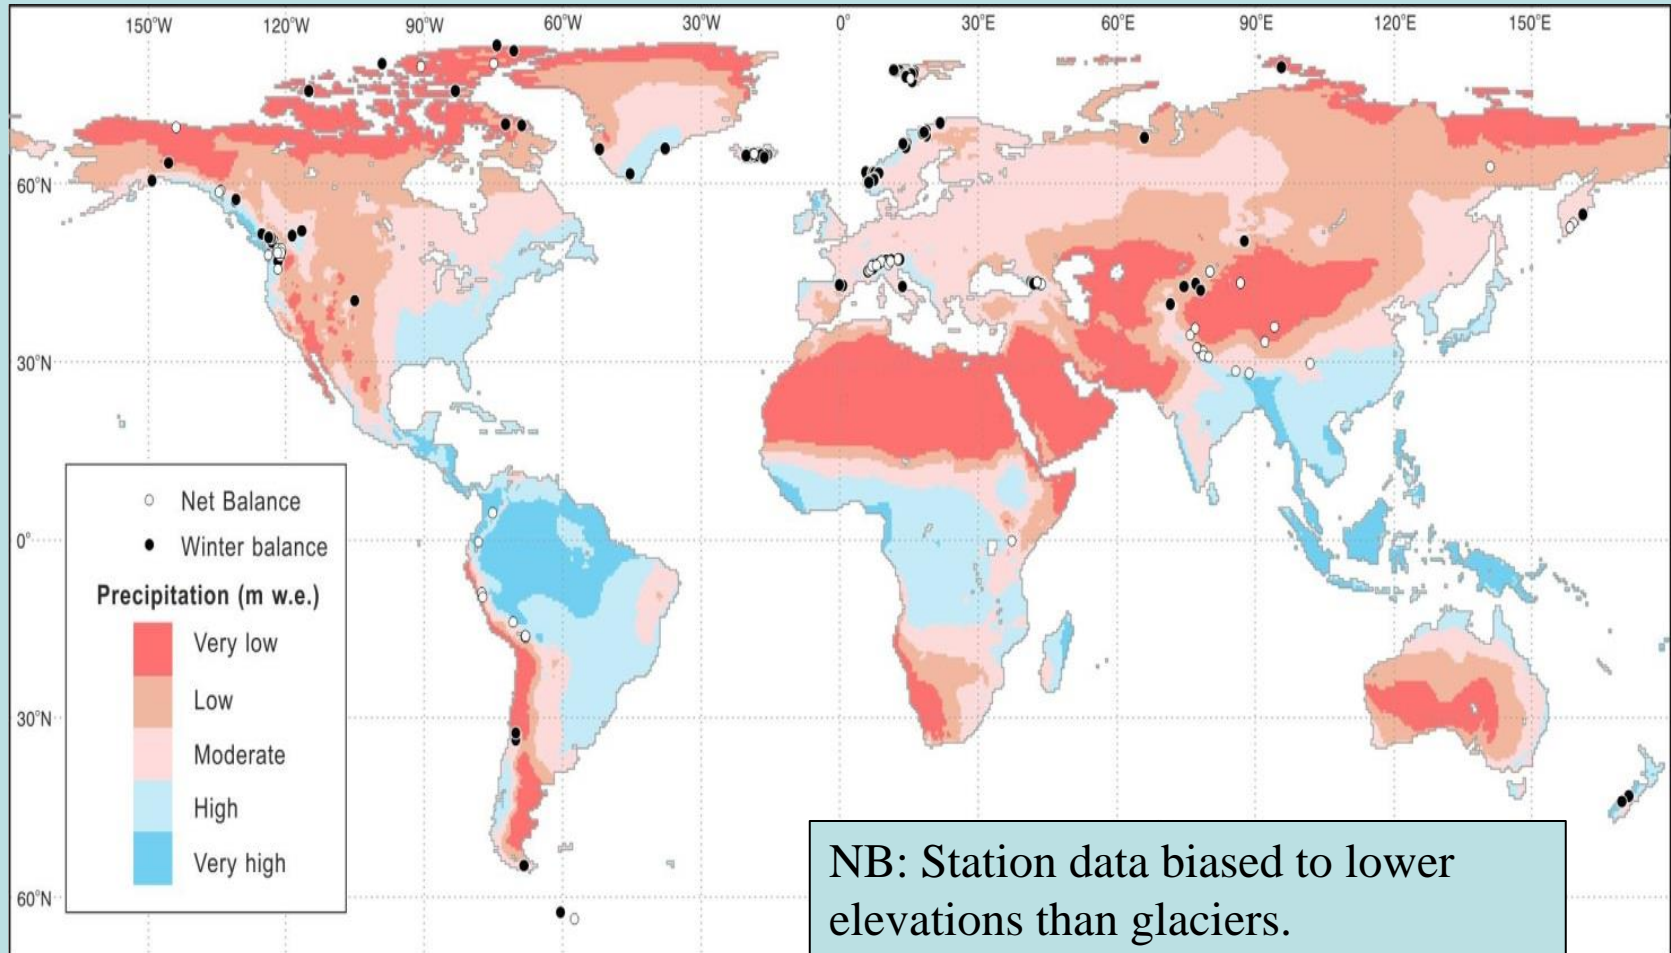 150°W 120°W 90°W 60°W 30°W 0° 30°E 60°E 90°E 120°E 150°E
60°N
30°N
0°
30°N
60°N
Net Balance
Winter balance
Precipitation (m w.e.)
Very low
Low
Moderate
High
Very high
NB: Station data biased to lower
elevations than glaciers.